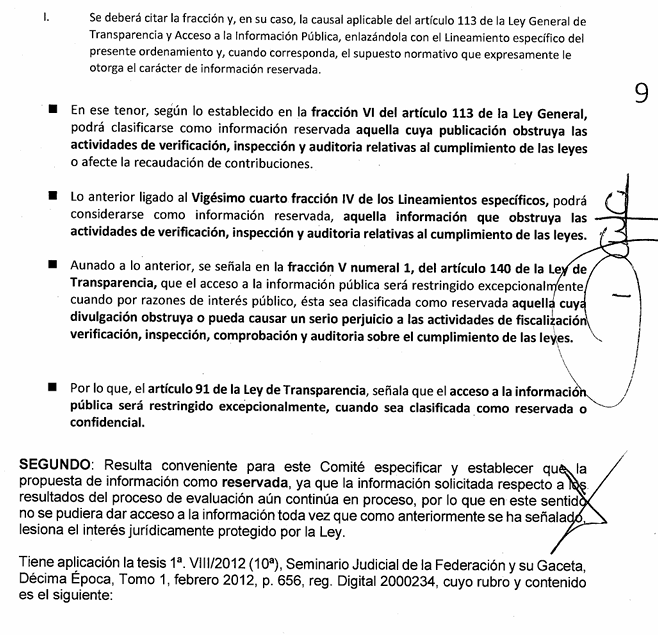 I. Se deberá citar la fracción y, en su caso, la causal aplicable del artículo 113 de la Ley General de
Transparencia y Acceso a la Información Pública, enlazándola con el Lineamiento específico del
presente ordenamiento y, cuando corresponda, el supuesto normativo que expresamente le
otorga el carácter de información reservada.
9
■ En ese tenor, según lo establecido en la fracción VI del artículo 113 de la Ley General,
podrá clasificarse como información reservada aquella cuya publicación obstruya las
actividades de verificación, inspección y auditoria relativas al cumplimiento de las leyes
o afecte la recaudación de contribuciones.
■ Lo anterior ligado al Vigésimo cuarto fracción IV de los Lineamientos específicos, podrá
considerarse como información reservada, aquella información que obstruya las
actividades de verificación, inspección y auditoria relativas al cumplimiento de las leyes.
■ Aunado a lo anterior, se señala en la fracción V numeral 1, del artículo 140 de la Ley de
Transparencia, que el acceso a la información pública será restringido excepcionalmente,
cuando por razones de interés público, ésta sea clasificada como reservada aquella cuya
divulgación obstruya o pueda causar un serio perjuicio a las actividades de fiscalización
verificación, inspección, comprobación y auditoria sobre el cumplimiento de las leyes.
■ Por lo que, el artículo 91 de la Ley de Transparencia, señala que el acceso a la información
pública será restringido excepcionalmente, cuando sea clasificada como reservada o
confidencial.
SEGUNDO: Resulta conveniente para este Comité especificar y establecer que la
propuesta de información como reservada, ya que la información solicitada respecto a los
resultados del proceso de evaluación aún continúa en proceso, por lo que en este sentido
no se pudiera dar acceso a la información toda vez que como anteriormente se ha señalado,
lesiona el interés jurídicamente protegido por la Ley.
Tiene aplicación la tesis 1ª. VIII/2012 (10ª), Seminario Judicial de la Federación y su Gaceta,
Décima Época, Tomo 1, febrero 2012, p. 656, reg. Digital 2000234, cuyo rubro y contenido
es el siguiente: